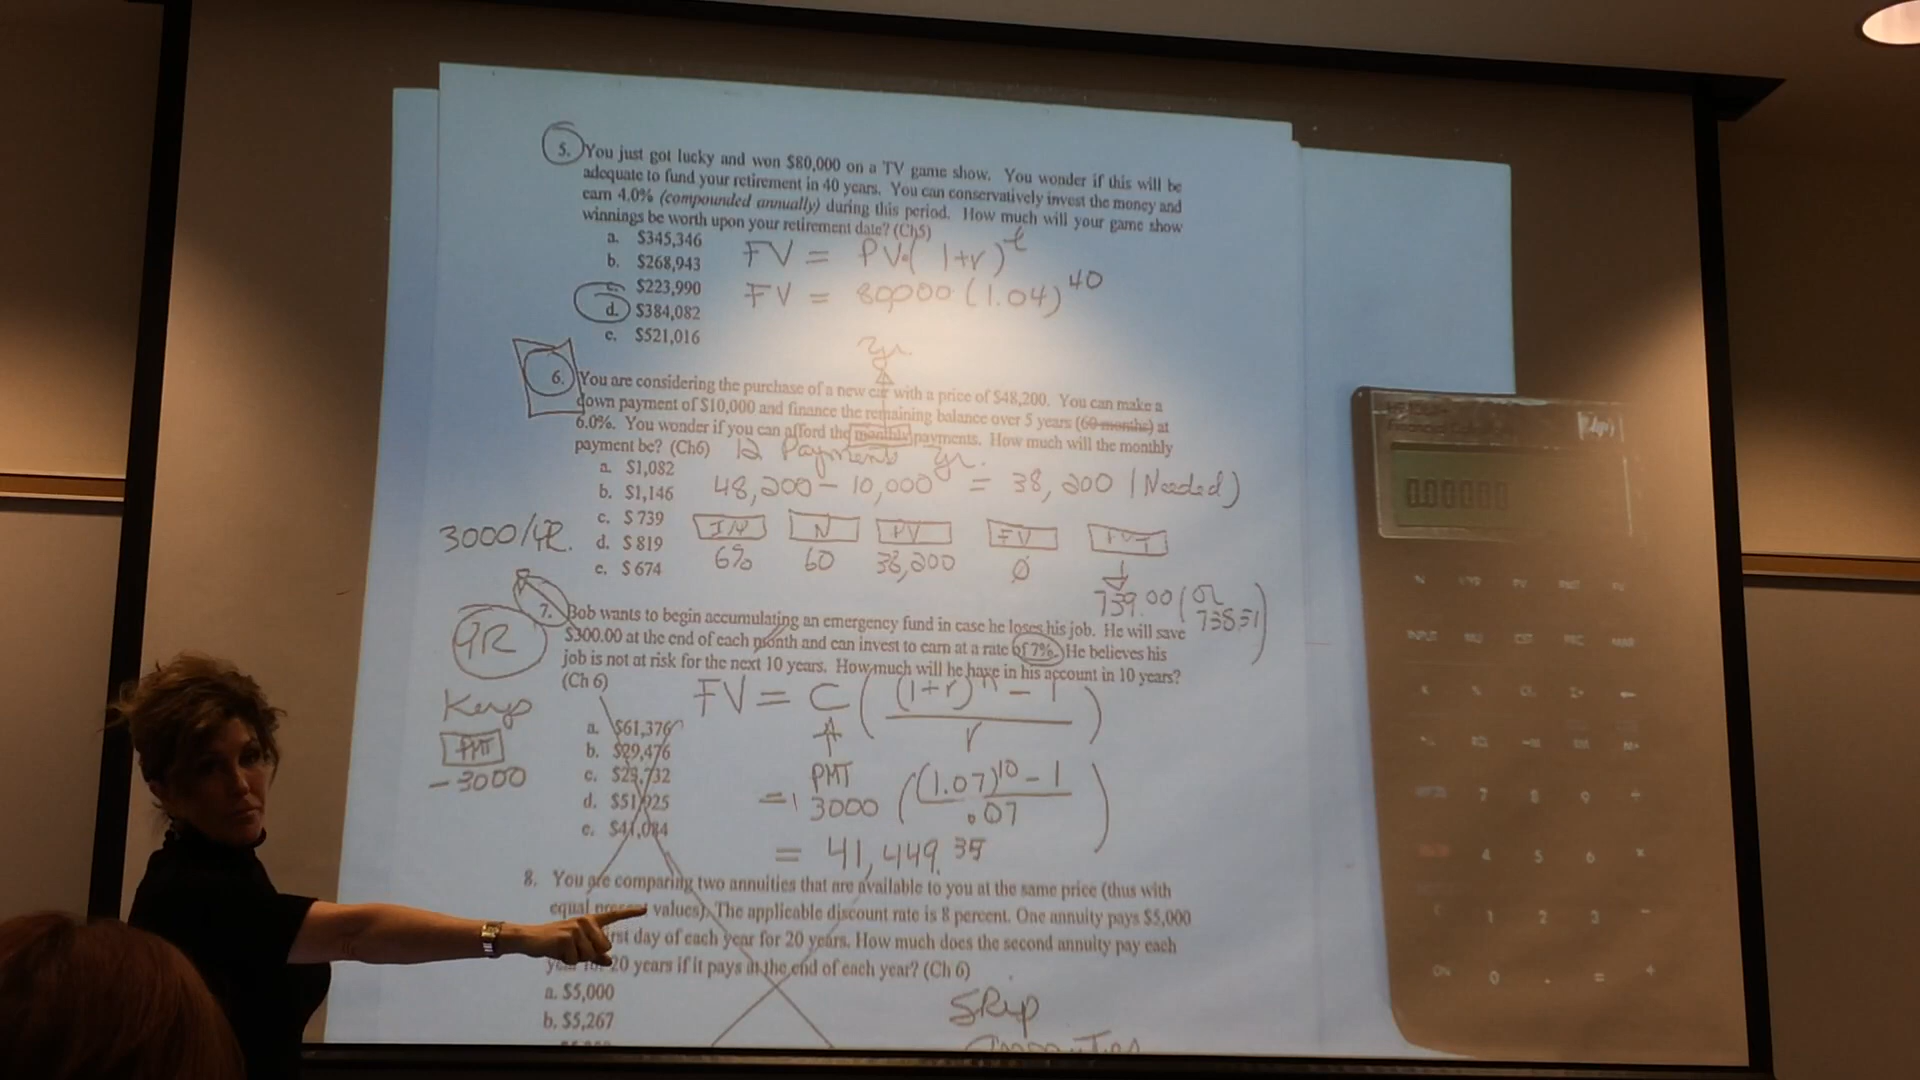 5. You just got lucky and won $80,000 on a TV game show. You wonder if this will be
adequate to fund your retirement in 40 years. You can conservatively invest the money and
earn 4.0% (compounded annually) during this period. How much will your game show
winnings be worth upon your retirement date? (Ch5)
a. $345,346
b. $268,943
c. $223,990
d. $384,082
e. $521,016
FV = PV·(1+r)^t
FV = 80000 (1.04)^40
6. You are considering the purchase of a new car with a price of $48,200. You can make a
down payment of $10,000 and finance the remaining balance over 5 years (60 months) at
6.0%. You wonder if you can afford the monthly payments. How much will the monthly
payment be? (Ch6) 12 Payments yr.
a. $1,082
b. $1,146
c. $ 739
d. $ 819
e. $ 674
48,200 - 10,000 = 38,200 (Needed)
I/Y N PV FV PMT
6% 60 38,200 0
739.00 (or
738.51)
3000/YR.
7. Bob wants to begin accumulating an emergency fund in case he loses his job. He will save
$300.00 at the end of each month and can invest to earn at a rate of 7%. He believes his
job is not at risk for the next 10 years. How much will he have in his account in 10 years?
(Ch 6)
a. $61,376
b. $29,476
c. $23,732
d. $51,925
e. $41,084
Keys
PMT
-3000
FV = C ((1+r)^n - 1
r)
PMT
= 3000 ((1.07)^10 - 1
.07)
= 41,449.35
8. You are comparing two annuities that are available to you at the same price (thus with
equal present values). The applicable discount rate is 8 percent. One annuity pays $5,000
day of each year for 20 years. How much does the second annuity pay each
20 years if it pays at the end of each year? (Ch 6)
a. $5,000
b. $5,267
Skip
0.00000